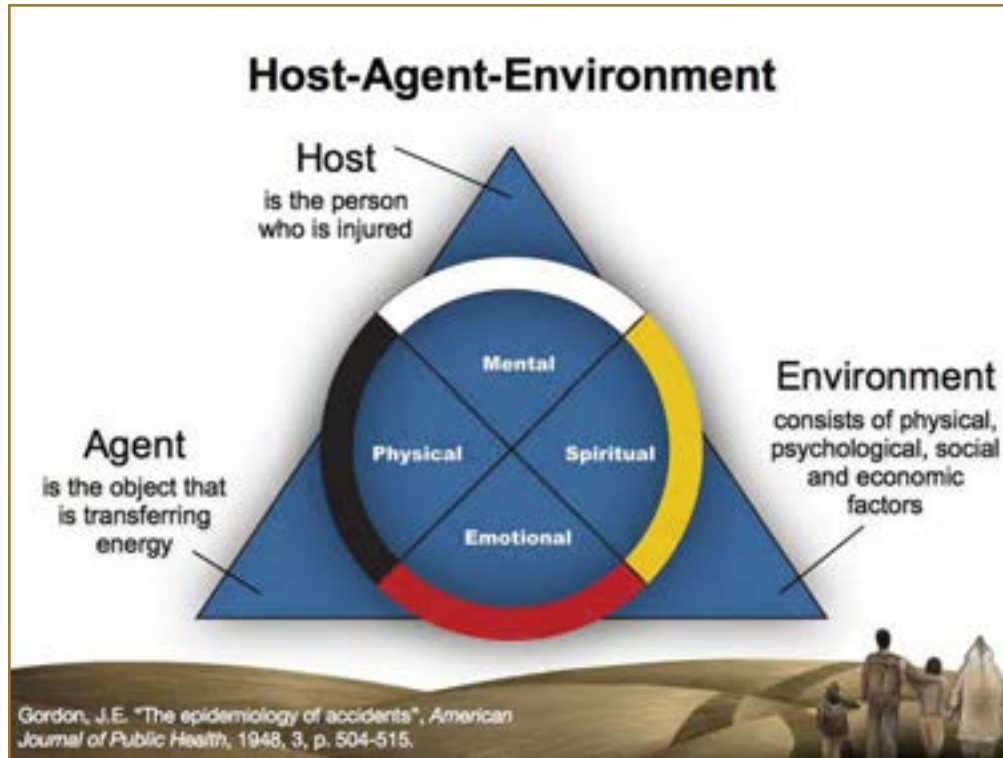 Host-Agent-Environment
Host
is the person
who is injured
Mental
Physical
Spiritual
Emotional
Agent
is the object that
is transferring
energy
Environment
consists of physical,
psychological, social
and economic
factors
Gordon, J.E. "The epidemiology of accidents", American
Journal of Public Health, 1948, 3, p. 504-515.